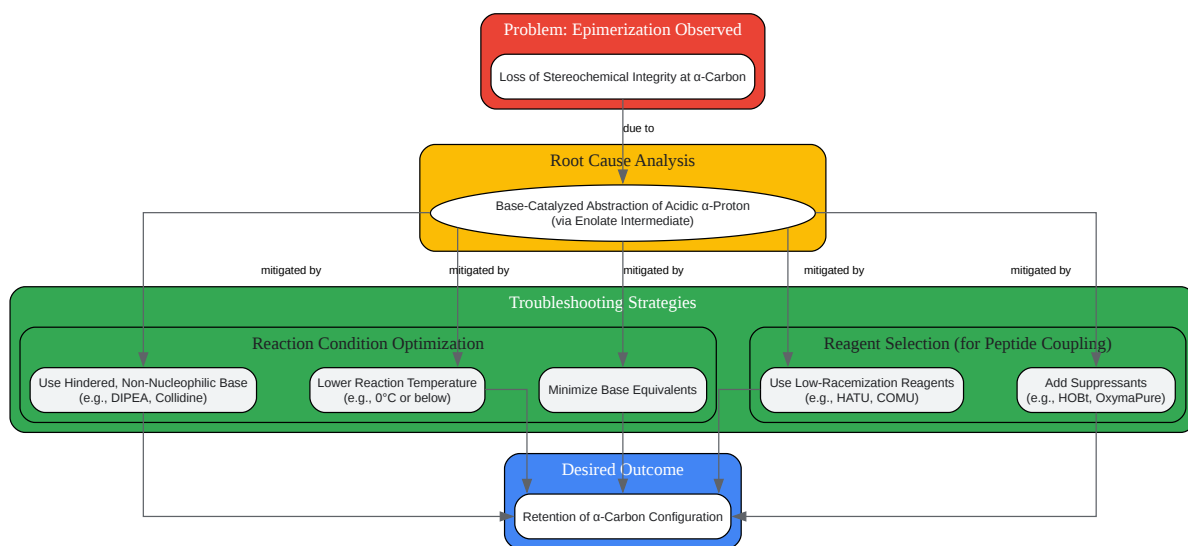 Problem: Epimerization Observed
Loss of Stereochemical Integrity at α-Carbon
due to
Root Cause Analysis
Base-Catalyzed Abstraction of Acidic α-Proton
(via Enolate Intermediate)
mitigated by
mitigated by
mitigated by
mitigated by
mitigated by
Troubleshooting Strategies
Reaction Condition Optimization
Reagent Selection (for Peptide Coupling)
Use Hindered, Non-Nucleophilic Base
(e.g., DIPEA, Collidine)
Lower Reaction Temperature
(e.g., 0°C or below)
Minimize Base Equivalents
Use Low-Racemization Reagents
(e.g., HATU, COMU)
Add Suppressants
(e.g., HOBt, OxymaPure)
Desired Outcome
Retention of α-Carbon Configuration